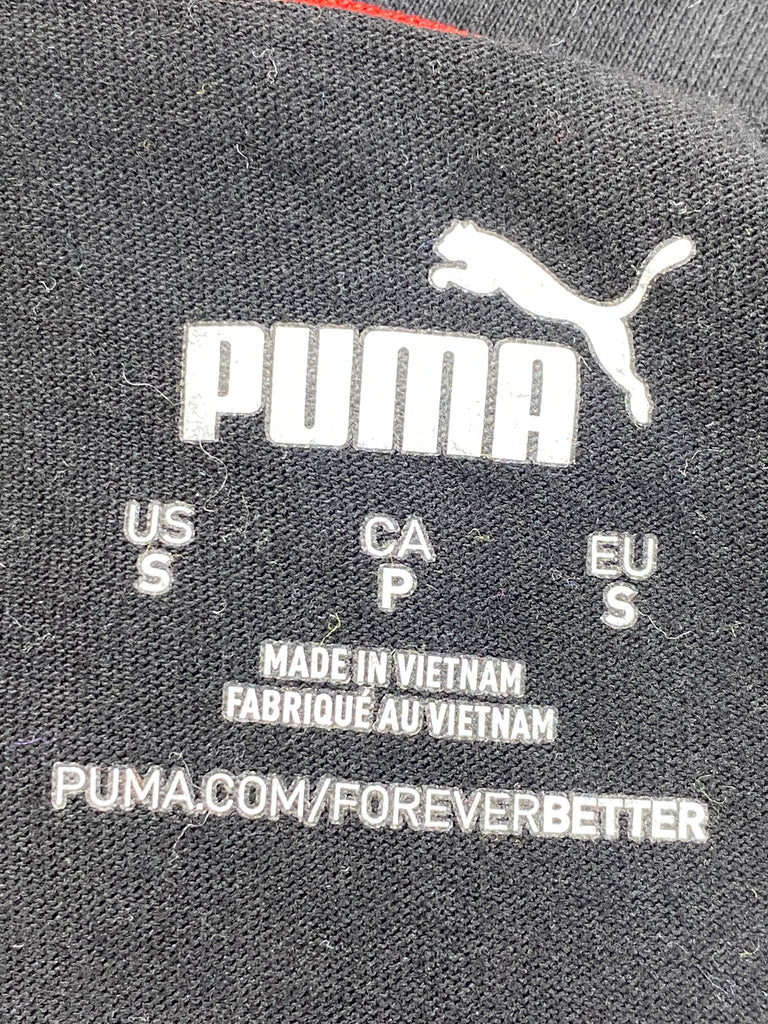 PUMA
US CA EU
S P S
MADE IN VIETNAM
FABRIQUÉ AU VIETNAM
PUMA.COM/FOREVERBETTER